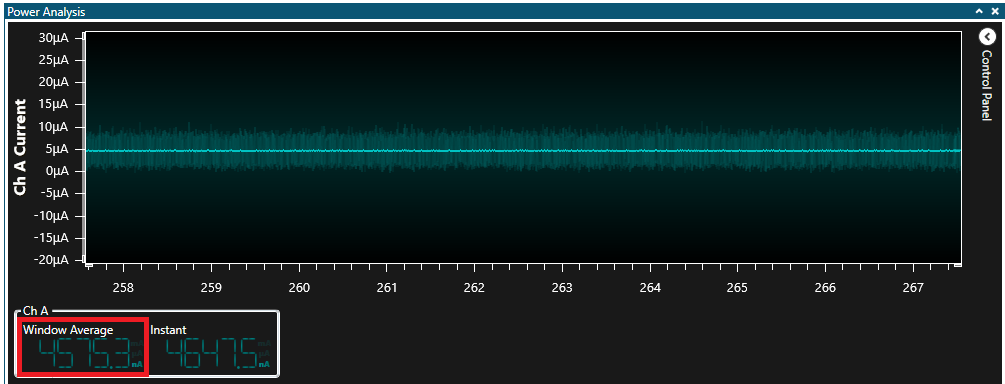 Power Analysis
30µA
25µA
20µA
15µA
10µA
5µA
0µA
-5µA
-10µA
-15µA
-20µA
Ch A Current
Control Panel
258 259 260 261 262 263 264 265 266 267
Ch A
Window Average Instant
4575.3 nA 4647.5 nA